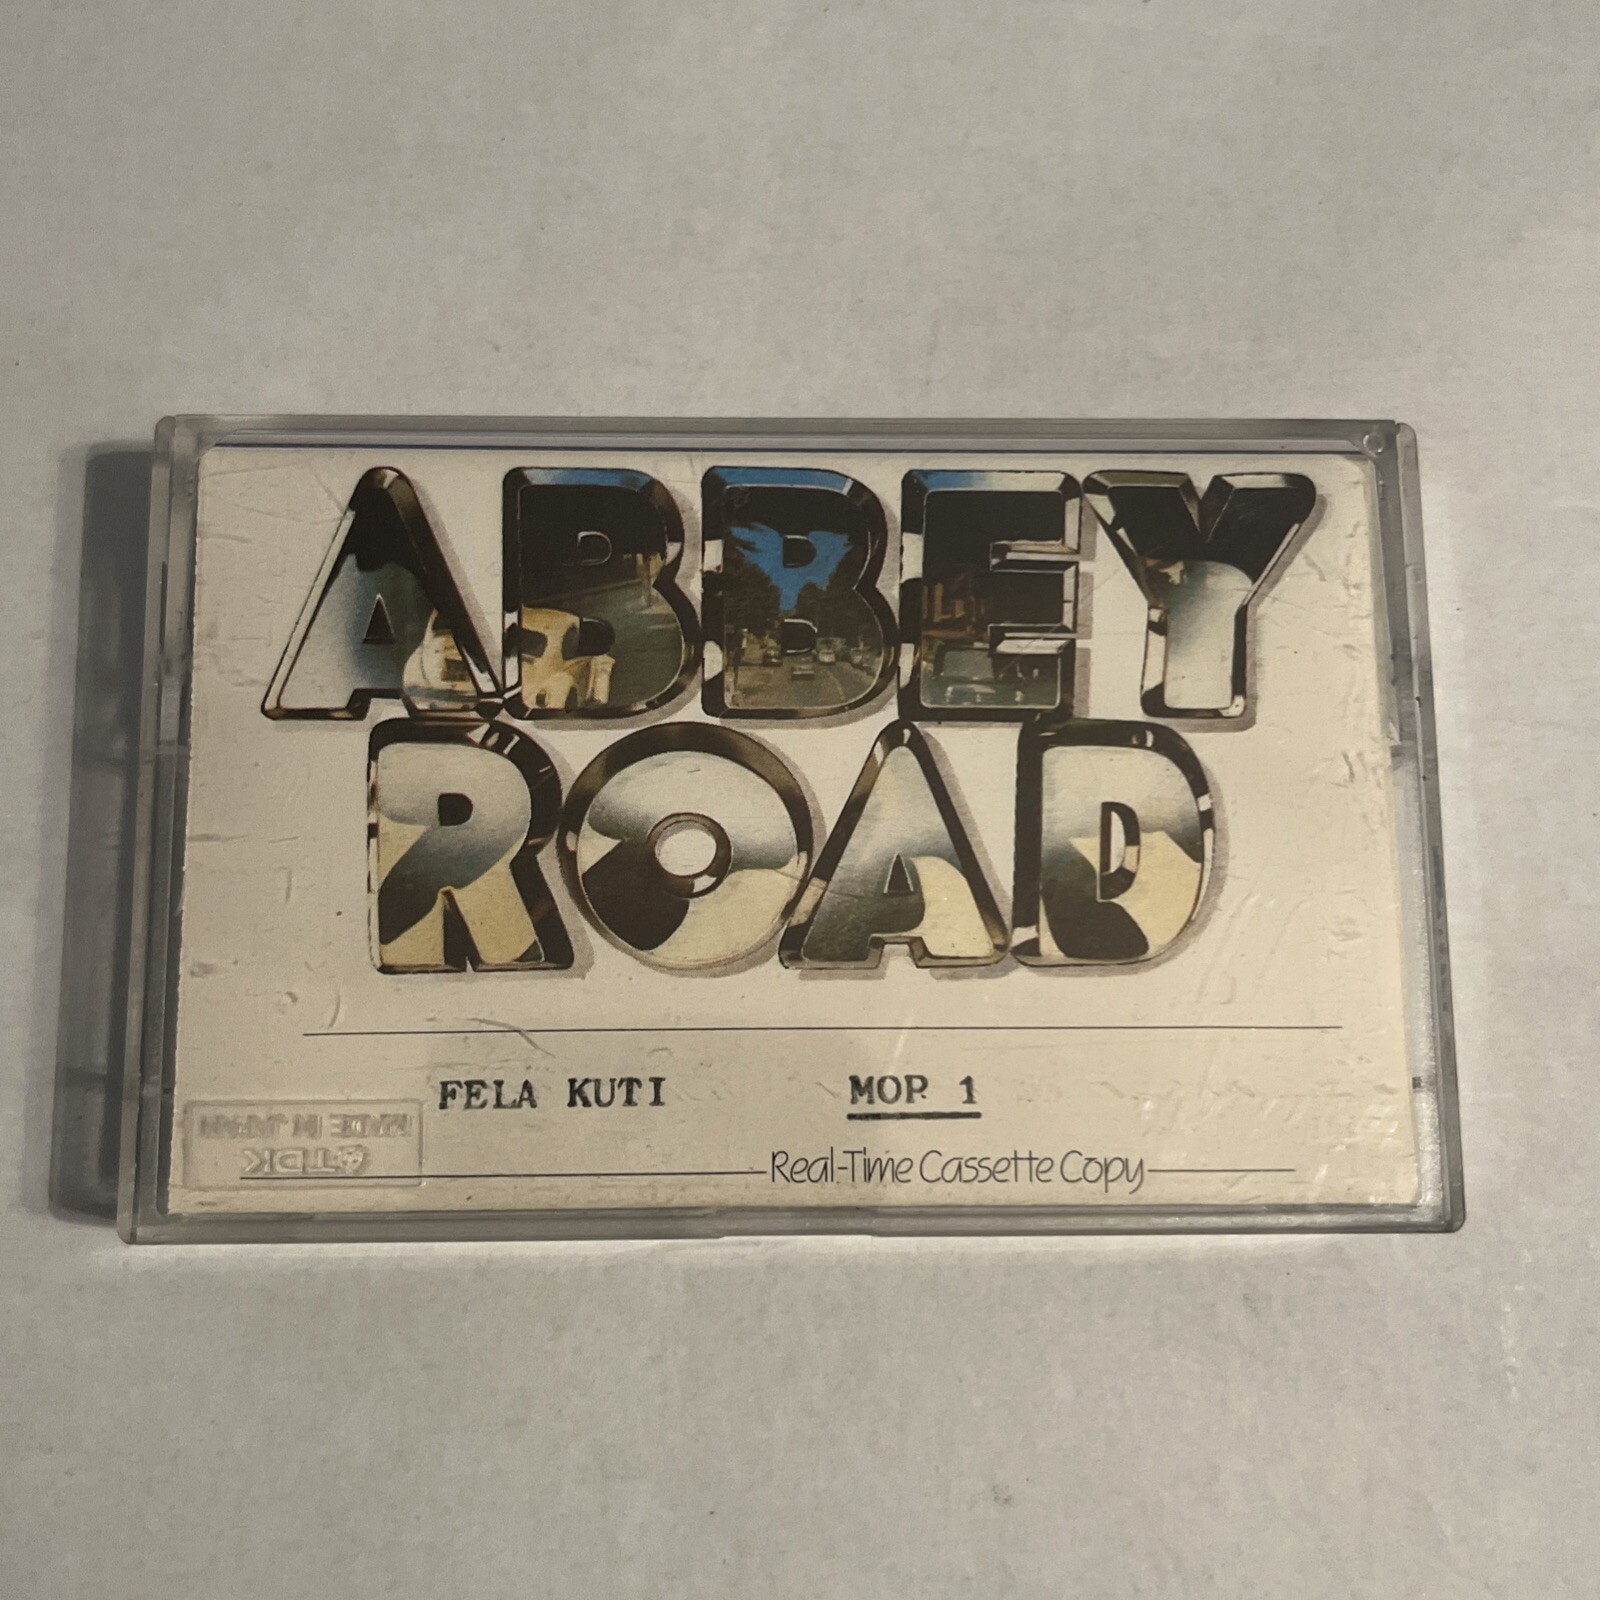 ABBEY
ROAD
FELA KUTI MOP 1
MADE IN JAPAN
TDK
Real-Time Cassette Copy